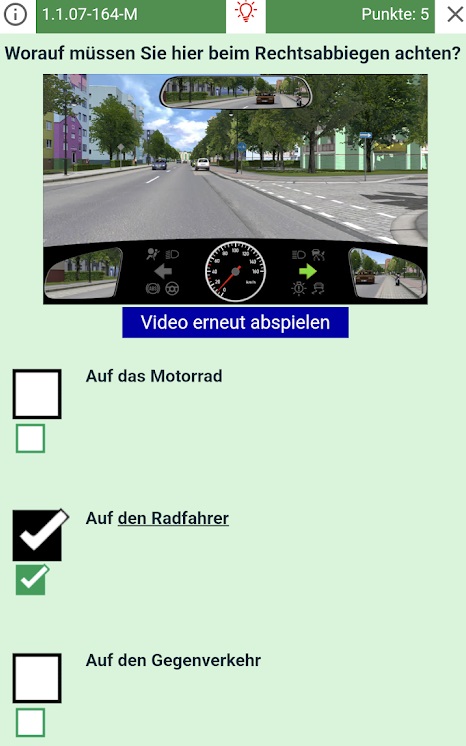 1.1.07-164-M
Punkte: 5
Worauf müssen Sie hier beim Rechtsabbiegen achten?
Video erneut abspielen
Auf das Motorrad
Auf den Radfahrer
Auf den Gegenverkehr